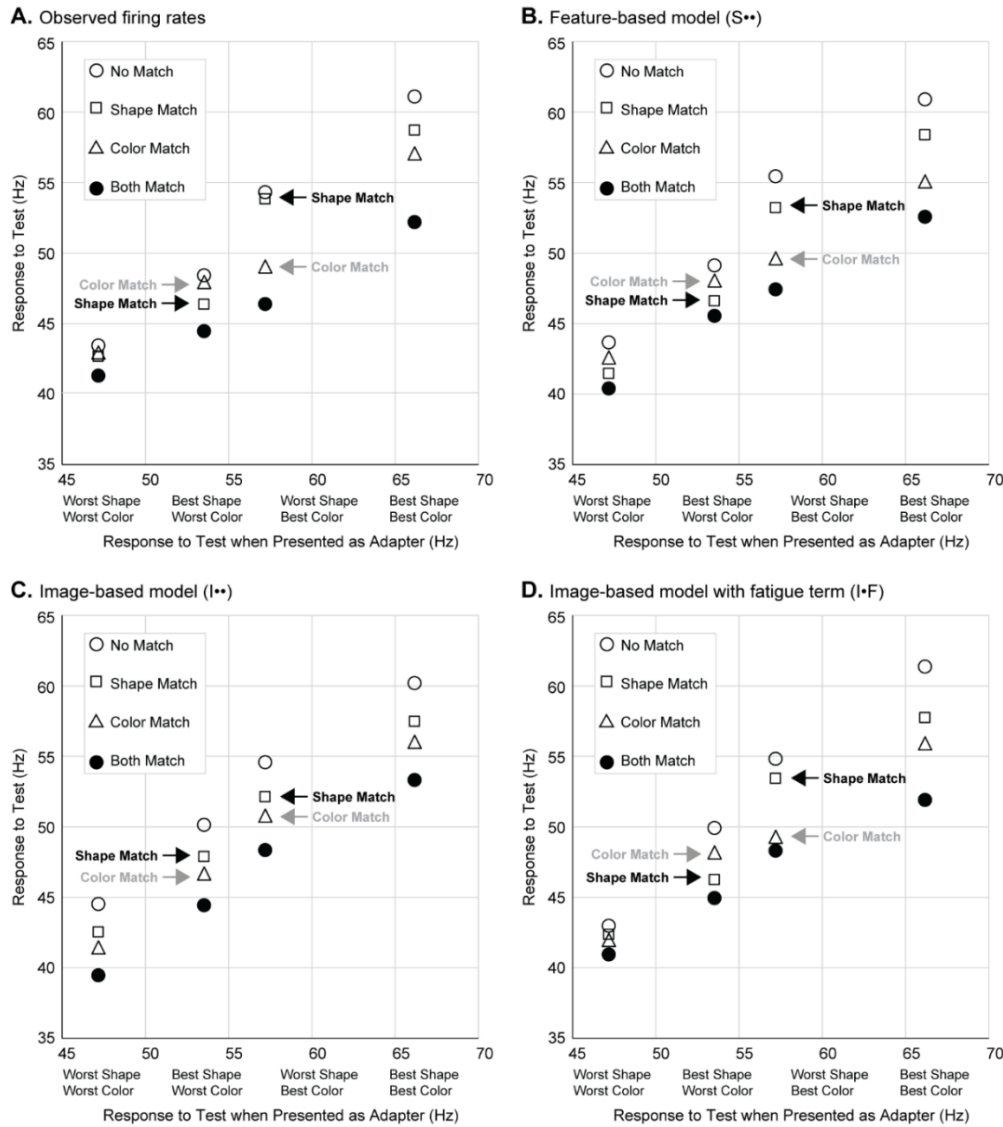 A. Observed firing rates
65
60
55
50
45
40
35
Response to Test (Hz)
No Match
Shape Match
Color Match
Both Match
Shape Match
Color Match
Color Match
Shape Match
45 50 55 60 65 70
Worst Shape Best Shape Worst Shape Best Shape
Worst Color Worst Color Best Color Best Color
Response to Test when Presented as Adapter (Hz)
B. Feature-based model (S••)
65
60
55
50
45
40
35
Response to Test (Hz)
No Match
Shape Match
Color Match
Both Match
Shape Match
Color Match
Color Match
Shape Match
45 50 55 60 65 70
Worst Shape Best Shape Worst Shape Best Shape
Worst Color Worst Color Best Color Best Color
Response to Test when Presented as Adapter (Hz)
C. Image-based model (I••)
65
60
55
50
45
40
35
Response to Test (Hz)
No Match
Shape Match
Color Match
Both Match
Shape Match
Color Match
Shape Match
Color Match
45 50 55 60 65 70
Worst Shape Best Shape Worst Shape Best Shape
Worst Color Worst Color Best Color Best Color
Response to Test when Presented as Adapter (Hz)
D. Image-based model with fatigue term (I•F)
65
60
55
50
45
40
35
Response to Test (Hz)
No Match
Shape Match
Color Match
Both Match
Shape Match
Color Match
Color Match
Shape Match
45 50 55 60 65 70
Worst Shape Best Shape Worst Shape Best Shape
Worst Color Worst Color Best Color Best Color
Response to Test when Presented as Adapter (Hz)